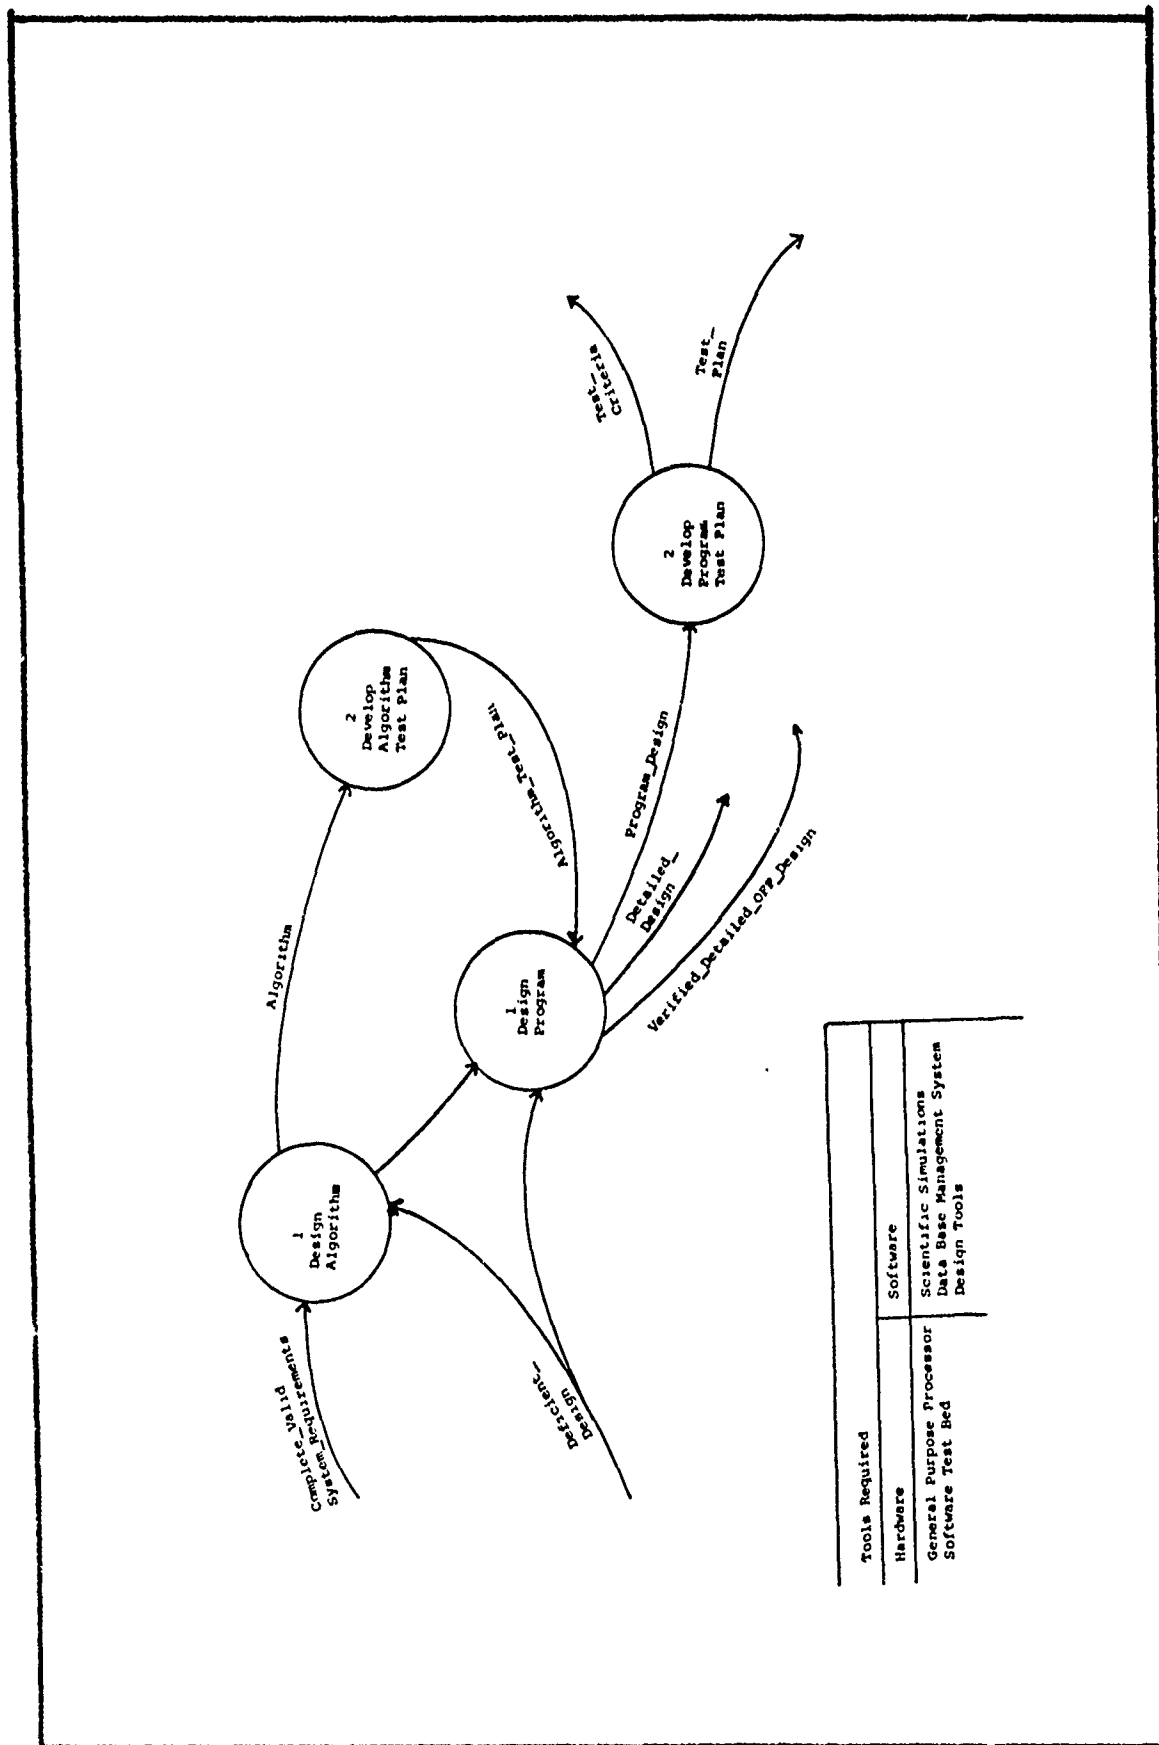 Complete_Valid
System_Requirements
1
Design
Algorithm
Algorithm
2
Develop
Algorithm
Test Plan
Algorithm_Test_Plan
Deficient_
Design
1
Design
Program
Program_Design
Detailed_
Design
Verified_Detailed_OFP_Design
2
Develop
Program
Test Plan
Test_
Criteria
Test_
Plan
Tools Required
Hardware
Software
General Purpose Processor
Software Test Bed
Scientific Simulations
Data Base Management System
Design Tools